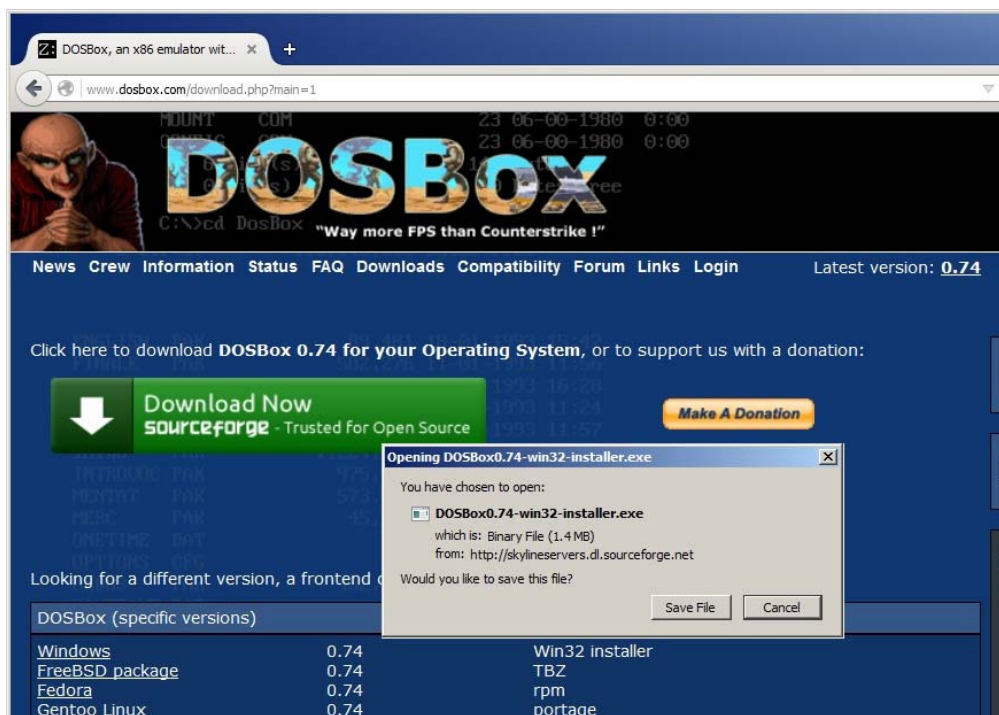 Z: DOSBox, an x86 emulator wit... × +
www.dosbox.com/download.php?main=1
MOUNT COM 23 06-00-1980 0:00
23 06-00-1980 0:00
DOSBox
C:\>cd DosBox
"Way more FPS than Counterstrike !"
News Crew Information Status FAQ Downloads Compatibility Forum Links Login Latest version: 0.74
Click here to download DOSBox 0.74 for your Operating System, or to support us with a donation:
Download Now
sourceforge - Trusted for Open Source
Make A Donation
Opening DOSBox0.74-win32-installer.exe
You have chosen to open:
DOSBox0.74-win32-installer.exe
which is: Binary File (1.4 MB)
from: http://skylineservers.dl.sourceforge.net
Would you like to save this file?
Save File Cancel
Looking for a different version, a frontend
DOSBox (specific versions)
Windows 0.74 Win32 installer
FreeBSD package 0.74 TBZ
Fedora 0.74 rpm
Gentoo Linux 0.74 portage